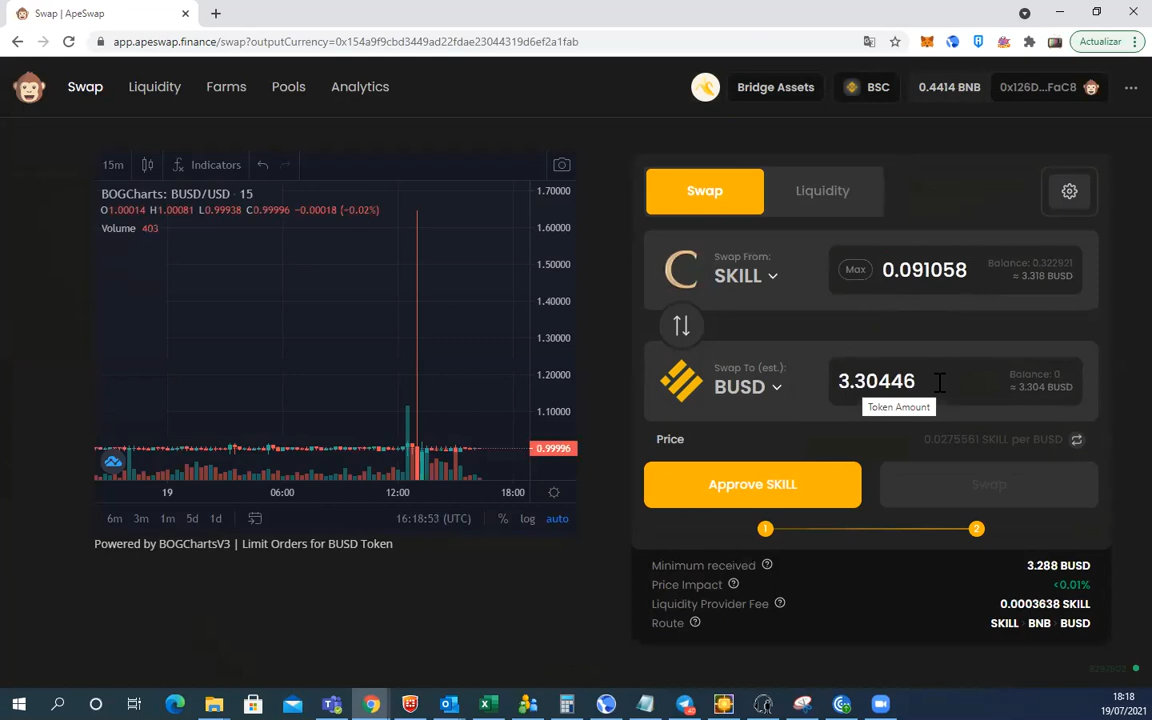 Swap | ApeSwap
app.apeswap.finance/swap?outputCurrency=0x154a9f9cbd3449ad22fdae23044319d6ef2a1fab
Actualizar
Swap Liquidity Farms Pools Analytics Bridge Assets BSC 0.4414 BNB 0x126D...FaC8
15m Indicators
BOGCharts: BUSD/USD · 15
O1.00014 H1.00081 L0.99938 C0.99996 −0.00018 (−0.02%)
Volume 403
1.70000
1.60000
1.50000
1.40000
1.30000
1.20000
1.10000
0.99996
19 06:00 12:00 18:00
6m 3m 1m 5d 1d 16:18:53 (UTC) % log auto
Powered by BOGChartsV3 | Limit Orders for BUSD Token
Swap Liquidity
Swap From:
SKILL
Max 0.091058
Balance: 0.322921
≈ 3.318 BUSD
Swap To (est.):
BUSD
3.30446
Balance: 0
≈ 3.304 BUSD
Token Amount
Price 0.0275561 SKILL per BUSD
Approve SKILL Swap
1 2
Minimum received 3.288 BUSD
Price Impact <0.01%
Liquidity Provider Fee 0.0003638 SKILL
Route SKILL BNB BUSD
18:18
19/07/2021